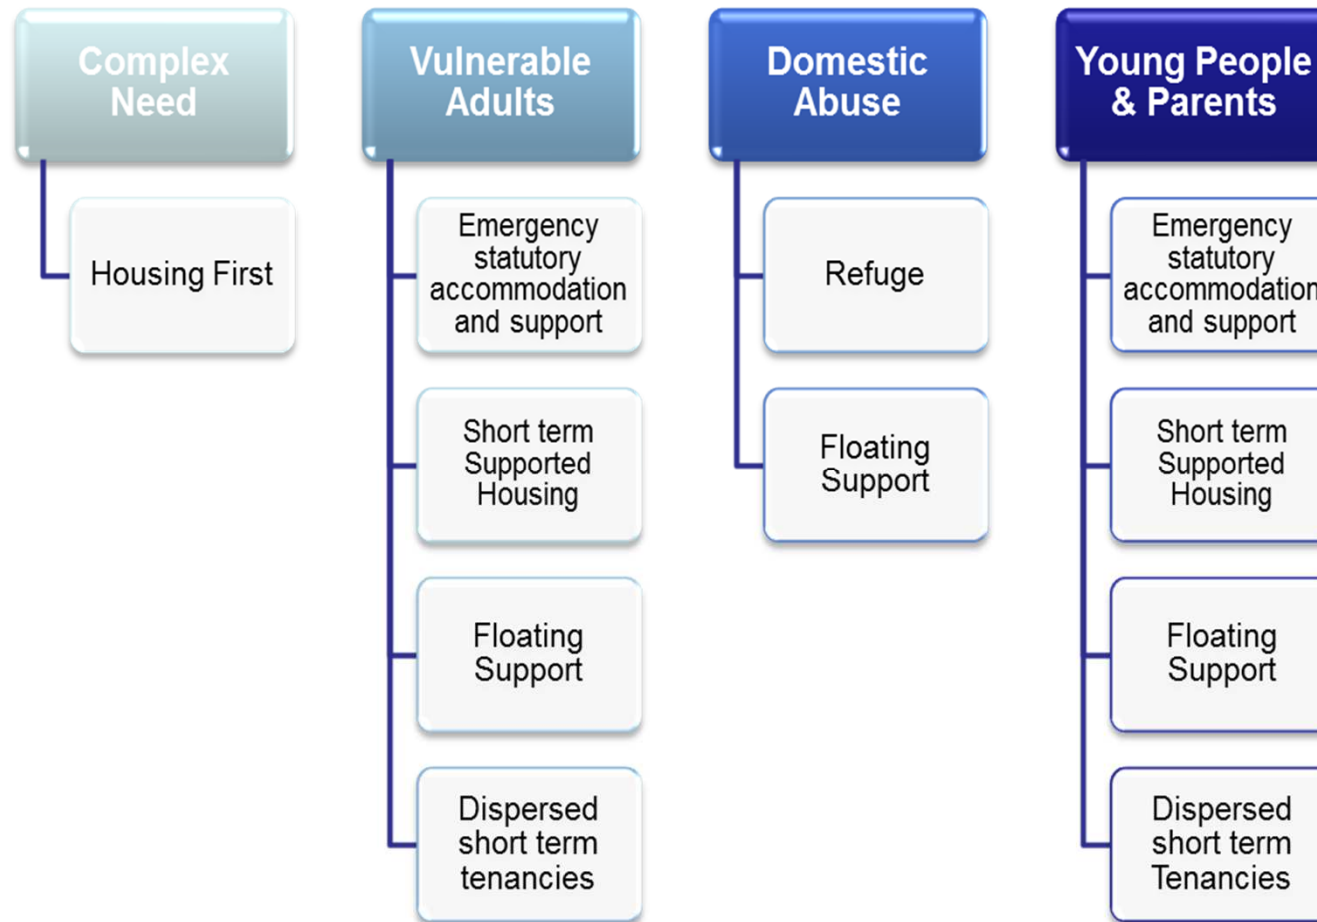 Complex
Need
Housing First
Vulnerable
Adults
Emergency
statutory
accommodation
and support
Short term
Supported
Housing
Floating
Support
Dispersed
short term
tenancies
Domestic
Abuse
Refuge
Floating
Support
Young People
& Parents
Emergency
statutory
accommodation
and support
Short term
Supported
Housing
Floating
Support
Dispersed
short term
Tenancies